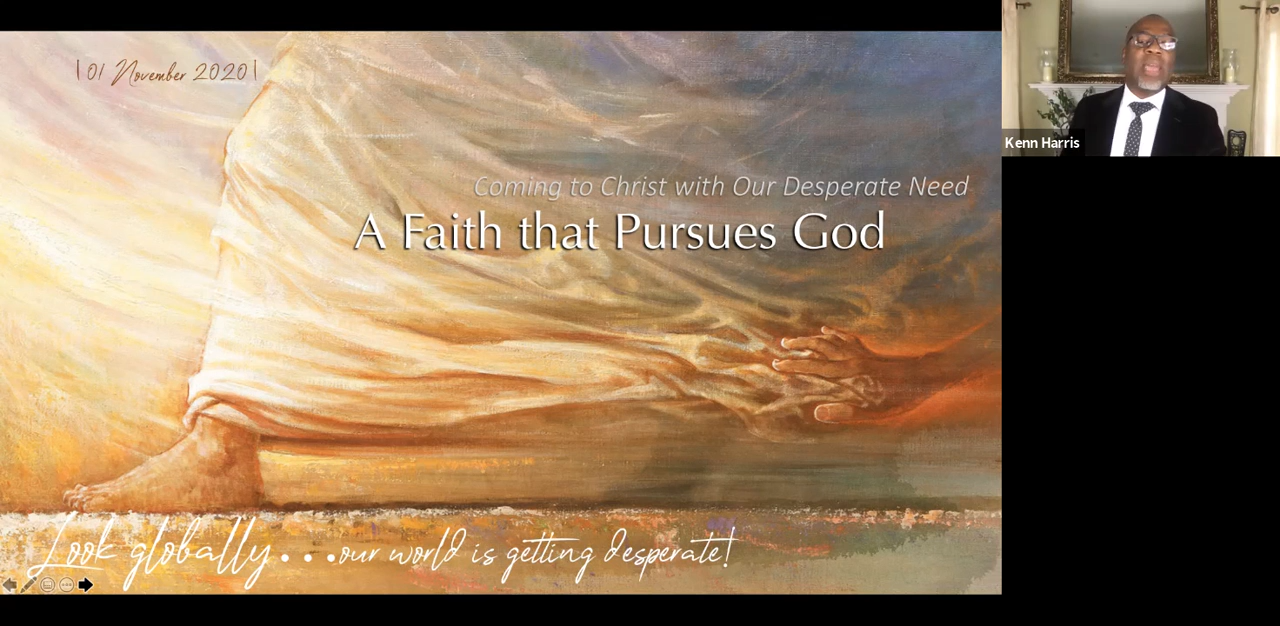 | 01 November 2020 |
Coming to Christ with Our Desperate Need
A Faith that Pursues God
Look globally...our world is getting desperate!
Kenn Harris